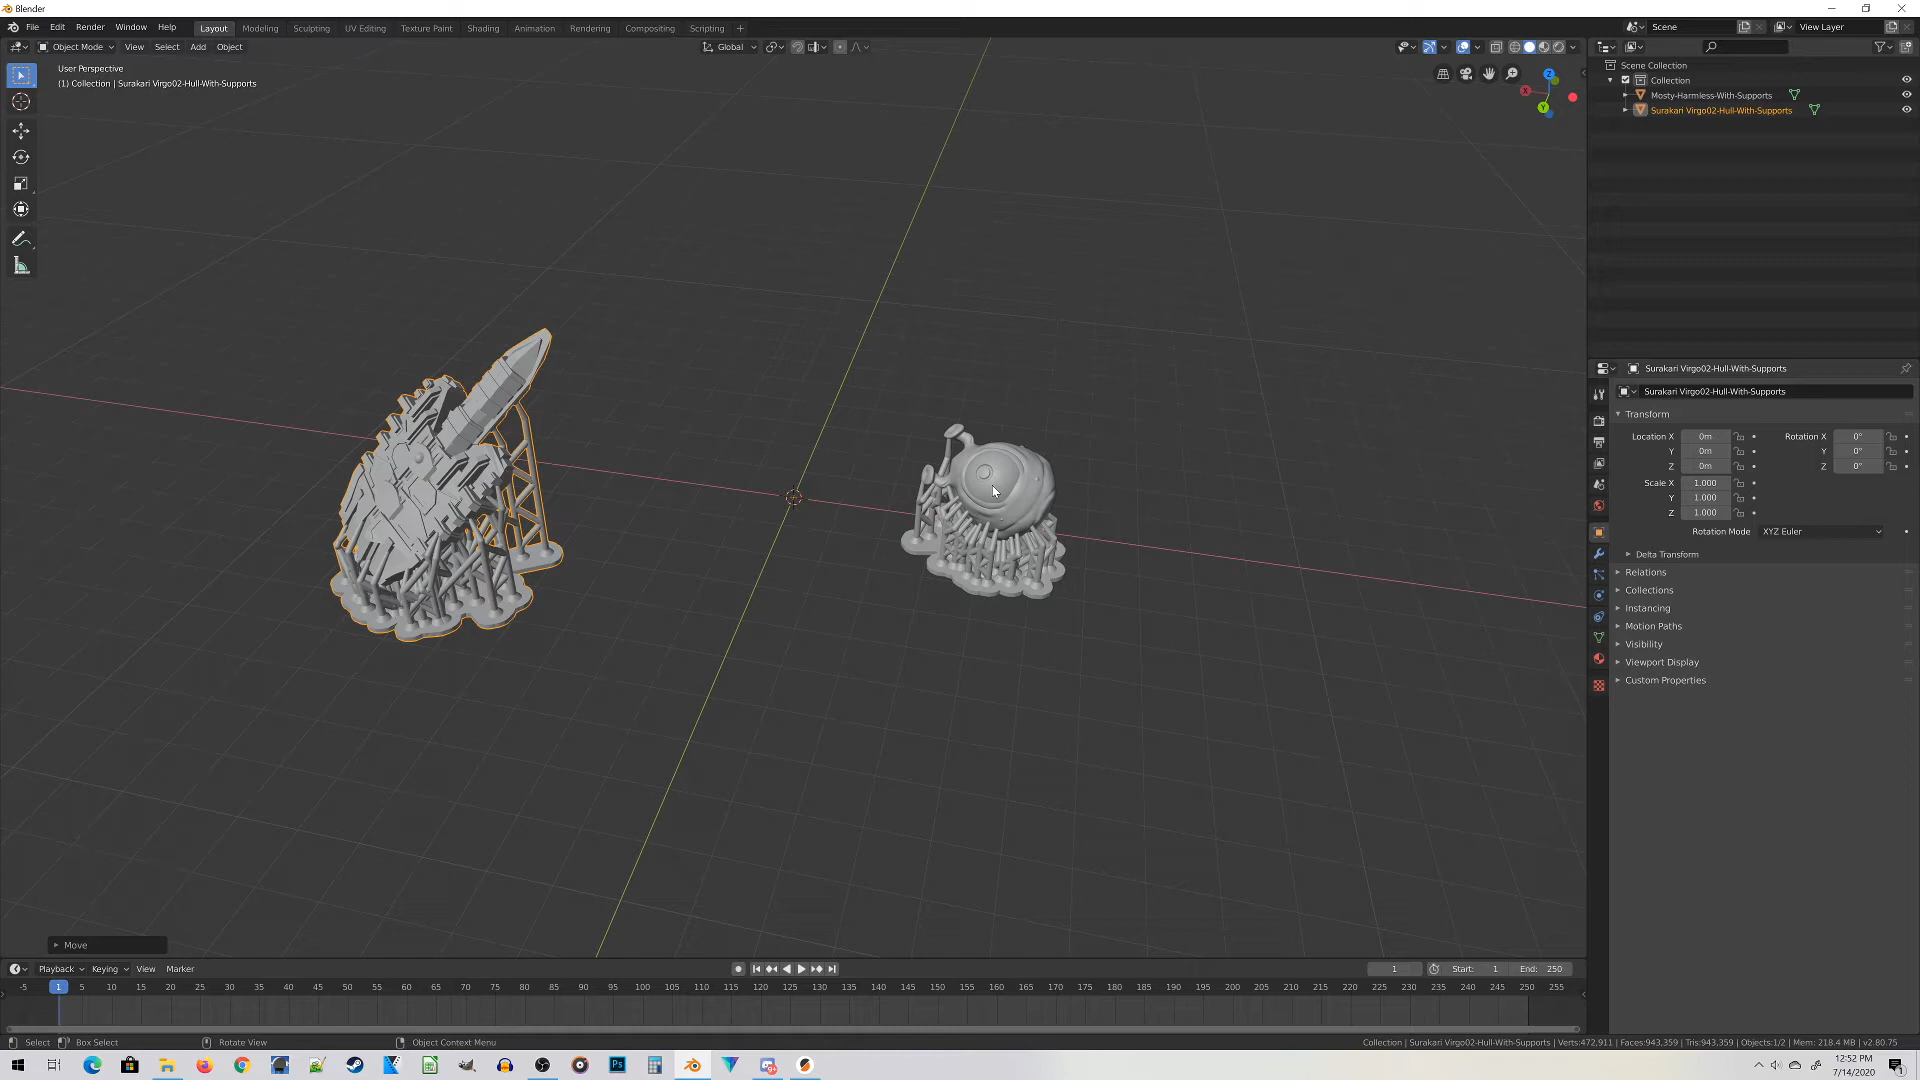 Blender
File Edit Render Window Help Layout Modeling Sculpting UV Editing Texture Paint Shading Animation Rendering Compositing Scripting + Scene View Layer
Object Mode View Select Add Object Global
User Perspective
(1) Collection | Surakari Virgo02-Hull-With-Supports
Z
X
Y
Scene Collection
Collection
Mosty-Harmless-With-Supports
Surakari Virgo02-Hull-With-Supports
Surakari Virgo02-Hull-With-Supports
Surakari Virgo02-Hull-With-Supports
Transform
Location X 0m Rotation X 0°
Y 0m Y 0°
Z 0m Z 0°
Scale X 1.000
Y 1.000
Z 1.000
Rotation Mode XYZ Euler
Delta Transform
Relations
Collections
Instancing
Motion Paths
Visibility
Viewport Display
Custom Properties
Move
Playback Keying View Marker 1 Start: 1 End: 250
-5 1 5 10 15 20 25 30 35 40 45 50 55 60 65 70 75 80 85 90 95 100 105 110 115 120 125 130 135 140 145 150 155 160 165 170 175 180 185 190 195 200 205 210 215 220 225 230 235 240 245 250 255
Select Box Select Rotate View Object Context Menu Collection | Surakari Virgo02-Hull-With-Supports | Verts:472,911 | Faces:943,359 | Tris:943,359 | Objects:1/2 | Mem: 218.4 MB | v2.80.75
Ps
12:52 PM
7/14/2020
1